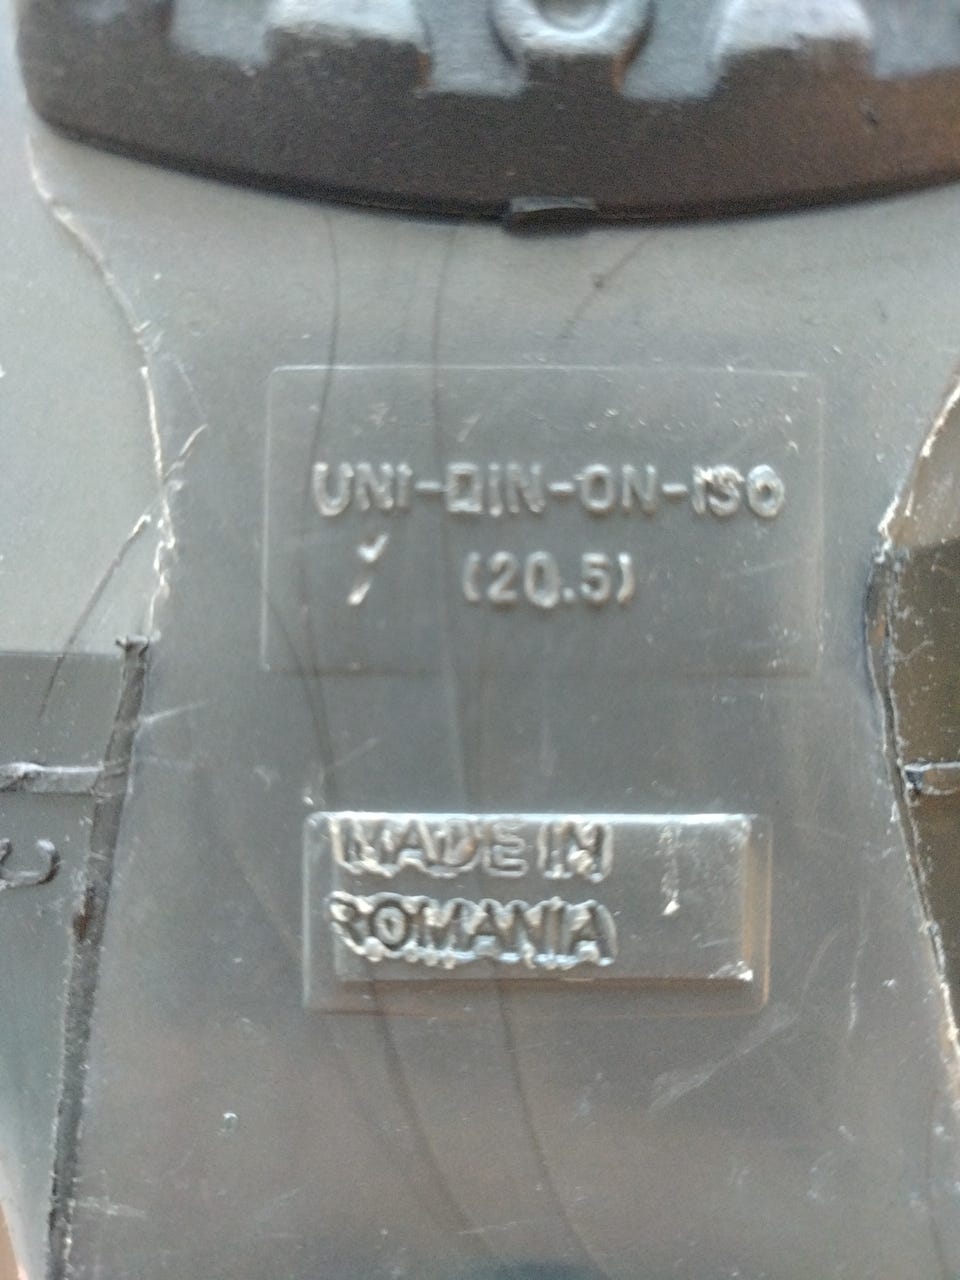 UNI-DIN-ON-ISO
(20.5)
MADE IN
ROMANIA